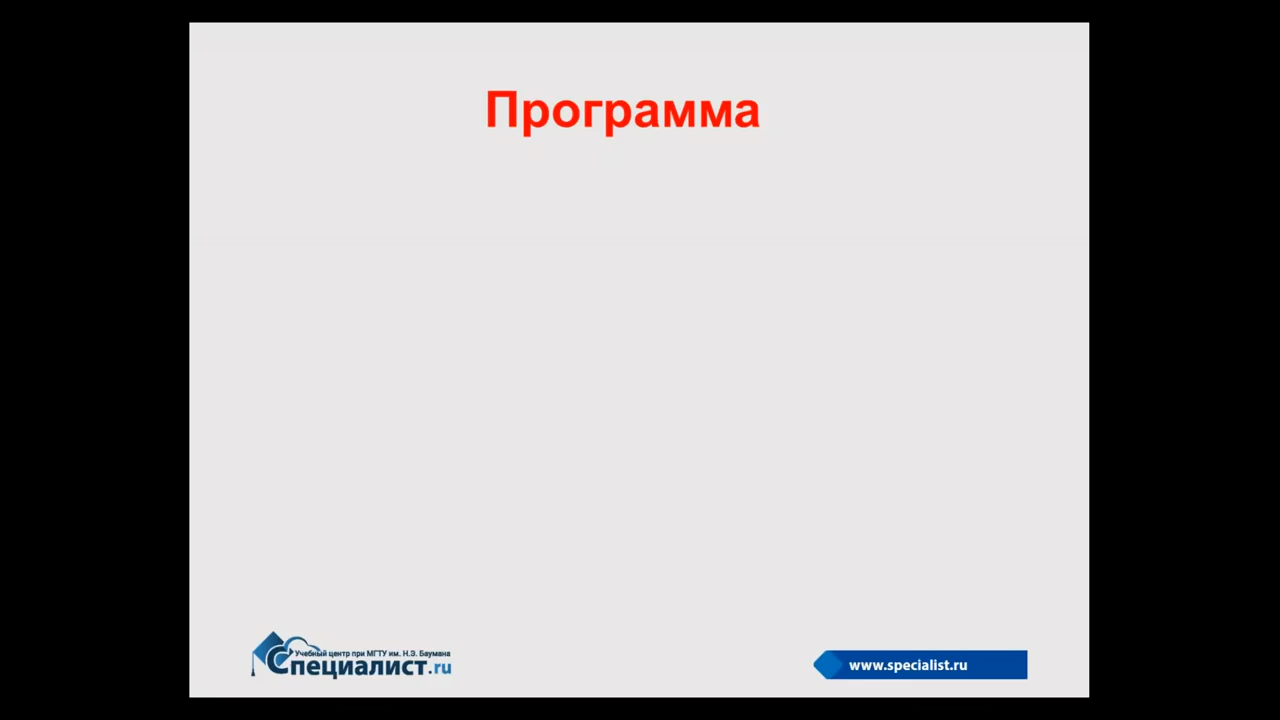 Программа
Учебный центр при МГТУ им. Н.Э. Баумана
Специалист.ru
www.specialist.ru